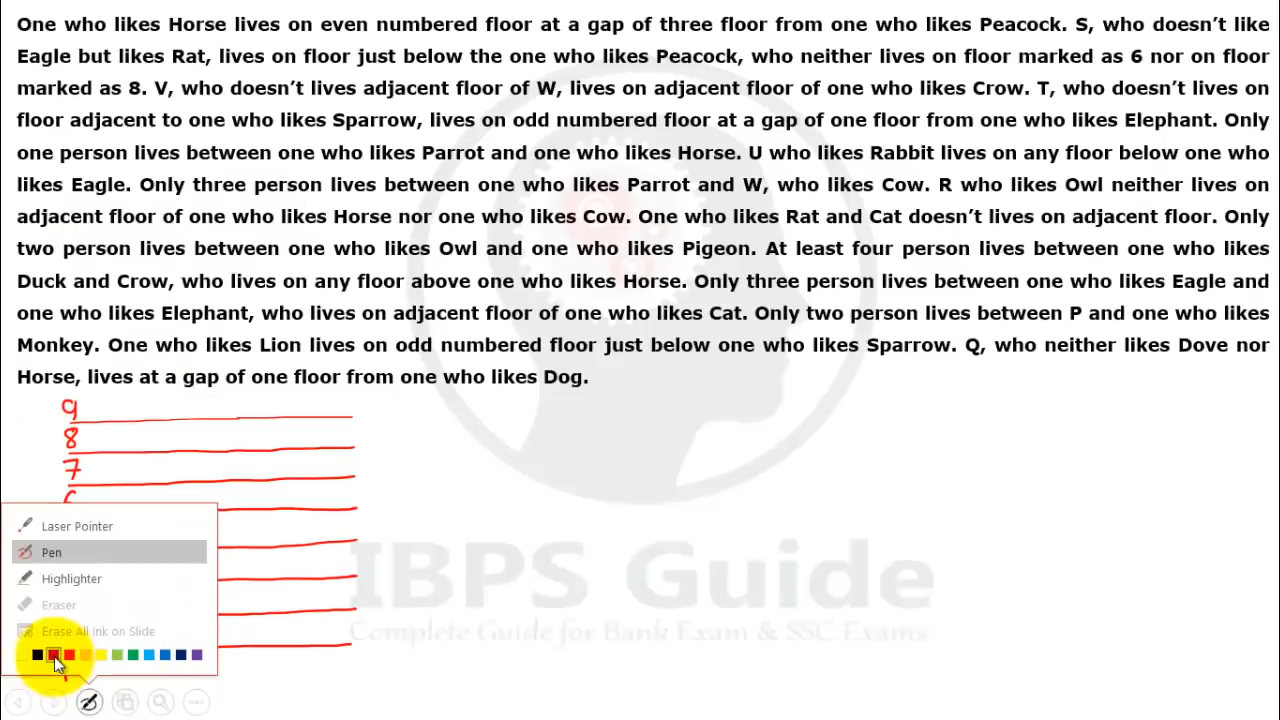 One who likes Horse lives on even numbered floor at a gap of three floor from one who likes Peacock. S, who doesn’t like
Eagle but likes Rat, lives on floor just below the one who likes Peacock, who neither lives on floor marked as 6 nor on floor
marked as 8. V, who doesn’t lives adjacent floor of W, lives on adjacent floor of one who likes Crow. T, who doesn’t lives on
floor adjacent to one who likes Sparrow, lives on odd numbered floor at a gap of one floor from one who likes Elephant. Only
one person lives between one who likes Parrot and one who likes Horse. U who likes Rabbit lives on any floor below one who
likes Eagle. Only three person lives between one who likes Parrot and W, who likes Cow. R who likes Owl neither lives on
adjacent floor of one who likes Horse nor one who likes Cow. One who likes Rat and Cat doesn’t lives on adjacent floor. Only
two person lives between one who likes Owl and one who likes Pigeon. At least four person lives between one who likes
Duck and Crow, who lives on any floor above one who likes Horse. Only three person lives between one who likes Eagle and
one who likes Elephant, who lives on adjacent floor of one who likes Cat. Only two person lives between P and one who likes
Monkey. One who likes Lion lives on odd numbered floor just below one who likes Sparrow. Q, who neither likes Dove nor
Horse, lives at a gap of one floor from one who likes Dog.
9
8
7
Laser Pointer
Pen
Highlighter
Eraser
Erase All Ink on Slide
IBPS Guide
Complete Guide for Bank Exam & SSC Exams